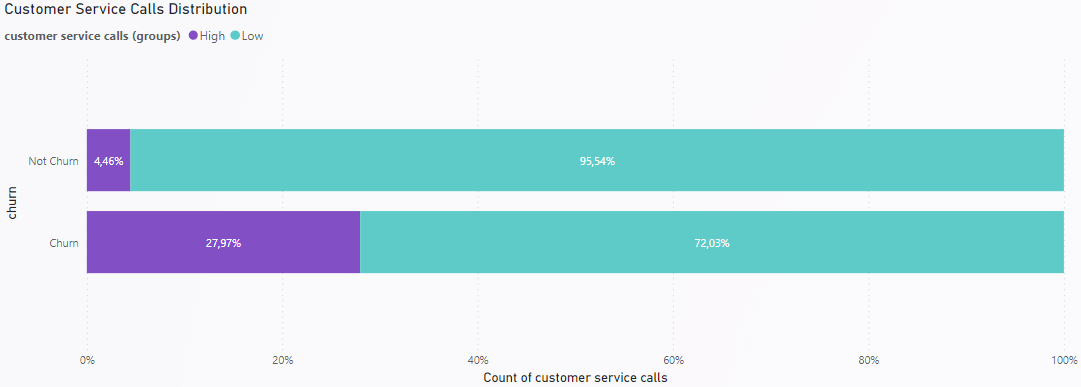 Customer Service Calls Distribution
customer service calls (groups) High Low
Not Churn 4,46% 95,54%
churn
Churn 27,97% 72,03%
0% 20% 40% 60% 80% 100%
Count of customer service calls